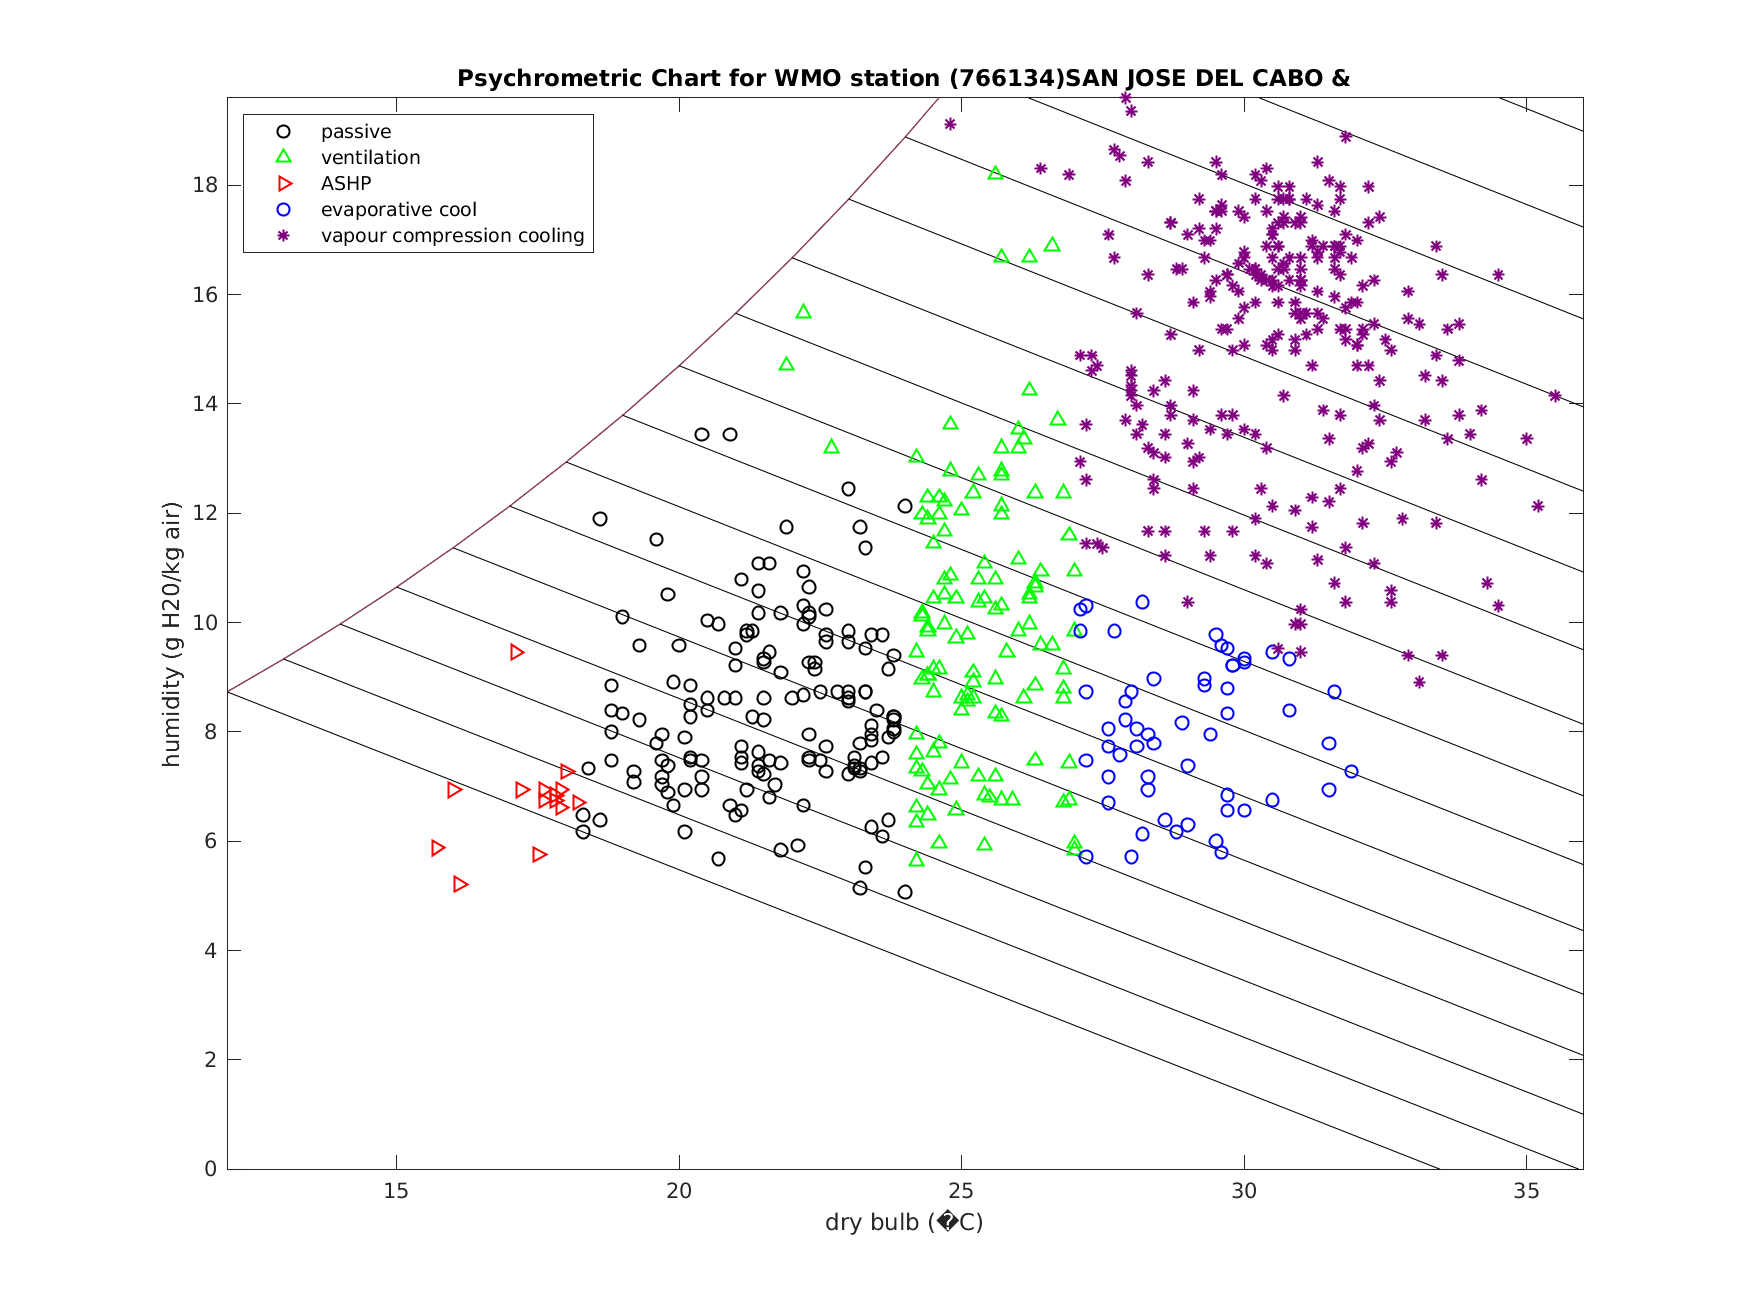 Psychrometric Chart for WMO station (766134)SAN JOSE DEL CABO &
passive
ventilation
ASHP
evaporative cool
vapour compression cooling
18
16
14
12
10
8
6
4
2
0
humidity (g H20/kg air)
15 20 25 30 35
dry bulb (�C)